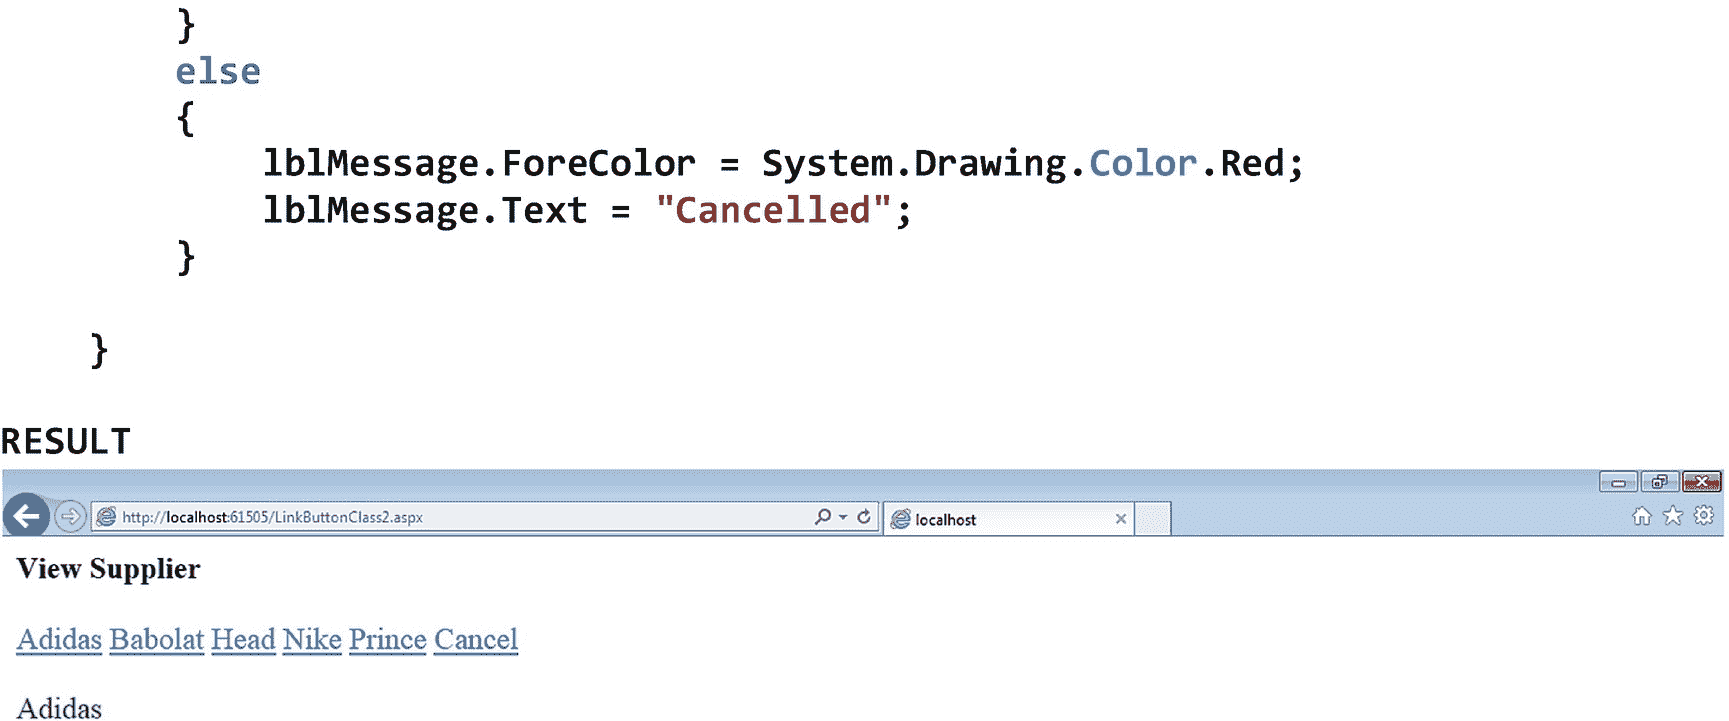 }
else
{
lblMessage.ForeColor = System.Drawing.Color.Red;
lblMessage.Text = "Cancelled";
}
}
RESULT
http://localhost:61505/LinkButtonClass2.aspx
localhost
View Supplier
Adidas Babolat Head Nike Prince Cancel
Adidas